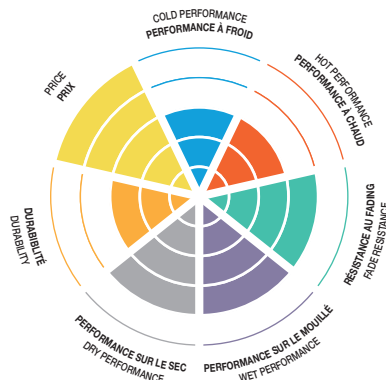 COLD PERFORMANCE
PERFORMANCE À FROID
HOT PERFORMANCE
PERFORMANCE À CHAUD
RÉSISTANCE AU FADING
FADE RESISTANCE
PERFORMANCE SUR LE MOUILLÉ
WET PERFORMANCE
PERFORMANCE SUR LE SEC
DRY PERFORMANCE
DURABIBLITÉ
DURABILITY
PRICE
PRIX